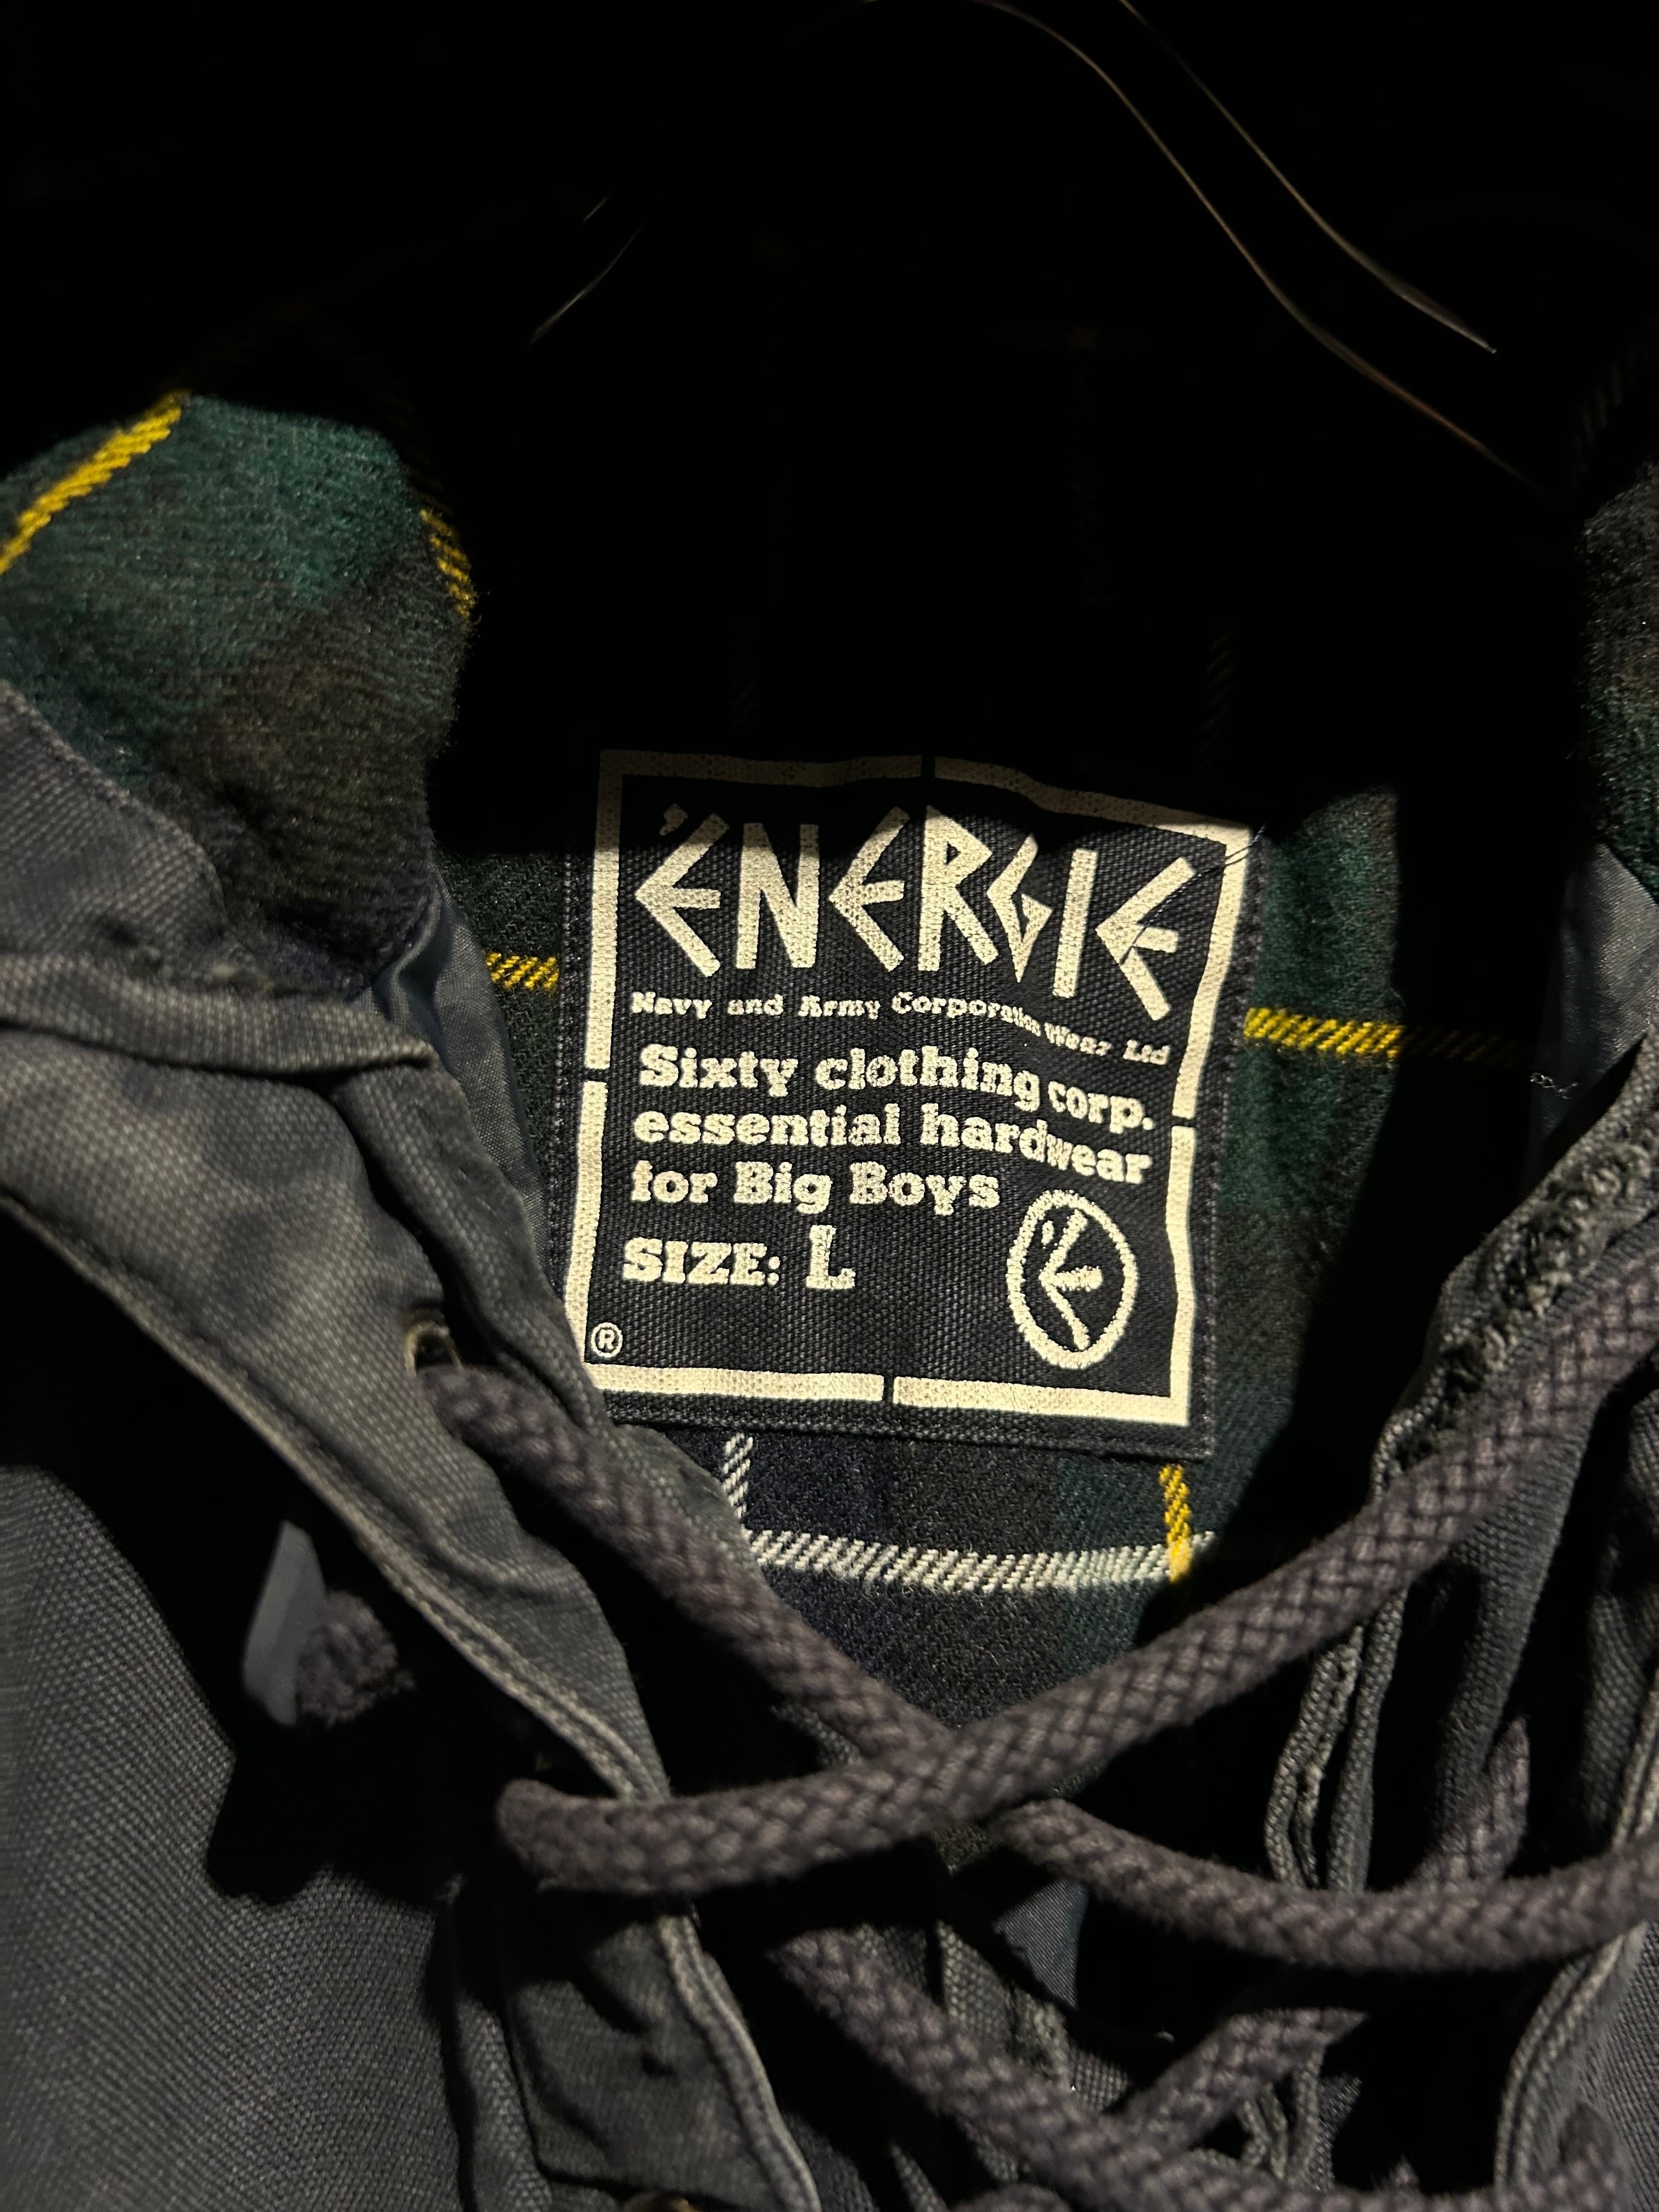 'ENERGIE
Navy and Army Corporation Wear Ltd
Sixty clothing corp.
essential hardwear
for Big Boys
SIZE: L
'E
®